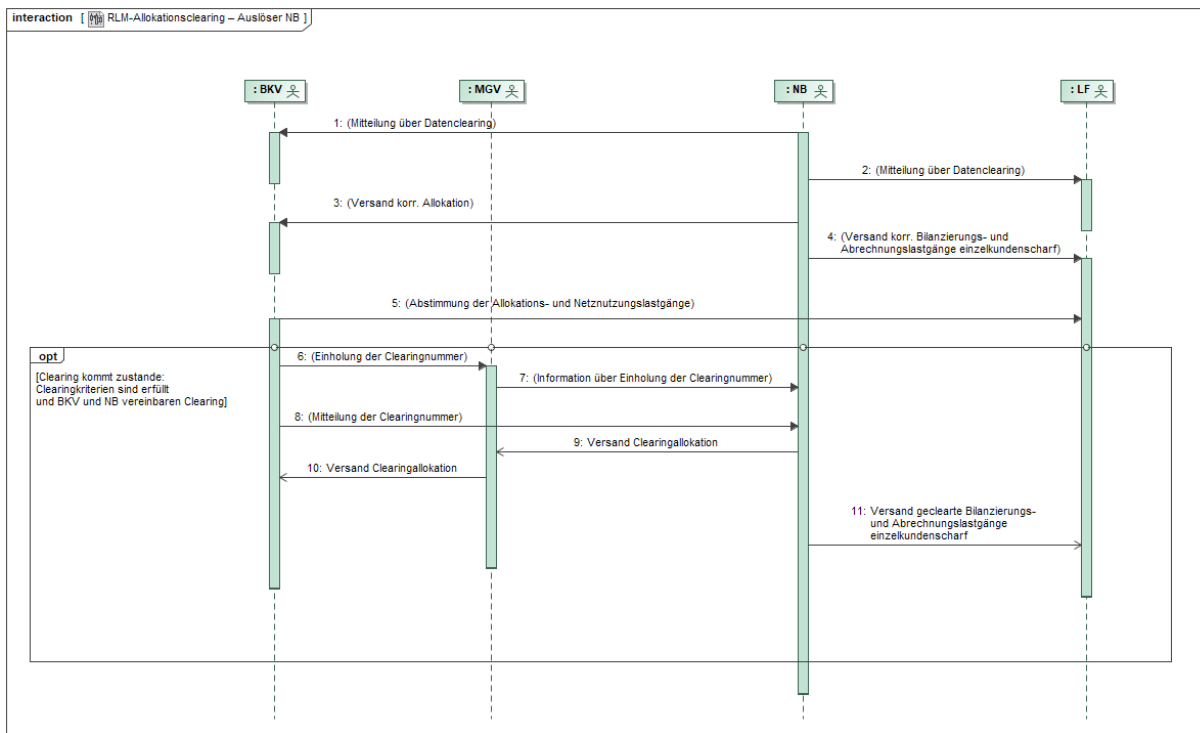 interaction [ RLM-Allokationsclearing – Auslöser NB ]
: BKV
: MGV
: NB
: LF
1: (Mitteilung über Datenclearing)
2: (Mitteilung über Datenclearing)
3: (Versand korr. Allokation)
4: (Versand korr. Bilanzierungs- und
Abrechnungslastgänge einzelkundenscharf)
5: (Abstimmung der Allokations- und Netznutzungslastgänge)
opt
[Clearing kommt zustande:
Clearingkriterien sind erfüllt
und BKV und NB vereinbaren Clearing]
6: (Einholung der Clearingnummer)
7: (Information über Einholung der Clearingnummer)
8: (Mitteilung der Clearingnummer)
9: Versand Clearingallokation
10: Versand Clearingallokation
11: Versand geclearte Bilanzierungs-
und Abrechnungslastgänge
einzelkundenscharf